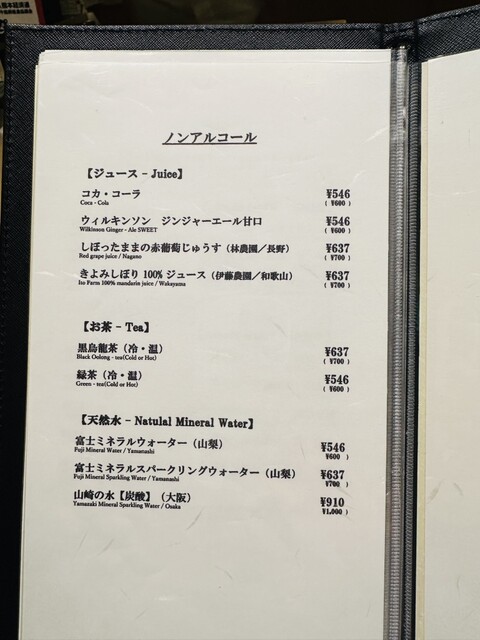 ノンアルコール
【ジュース - Juice】
コカ・コーラ ¥546
Coca - Cola ( ¥600 )
ウィルキンソン ジンジャーエール甘口 ¥546
Wilkinson Ginger - Ale SWEET ( ¥600 )
しぼったままの赤葡萄じゅうす（林農園／長野） ¥637
Red grape juice / Nagano ( ¥700 )
きよみしぼり 100% ジュース（伊藤農園／和歌山） ¥637
Ito Farm 100% mandarin juice / Wakayama ( ¥700 )
【お茶 - Tea】
黒烏龍茶（冷・温） ¥637
Black Oolong - tea(Cold or Hot) ( ¥700 )
緑茶（冷・温） ¥546
Green - tea(Cold or Hot) ( ¥600 )
【天然水 - Natulal Mineral Water】
富士ミネラルウォーター（山梨） ¥546
Fuji Mineral Water / Yamanashi ¥600 )
富士ミネラルスパークリングウォーター（山梨） ¥637
Fuji Mineral Sparkling Water / Yamanashi ¥700 )
山崎の水【炭酸】（大阪） ¥910
Yamazaki Mineral Sparkling Water / Osaka ¥1,000 )